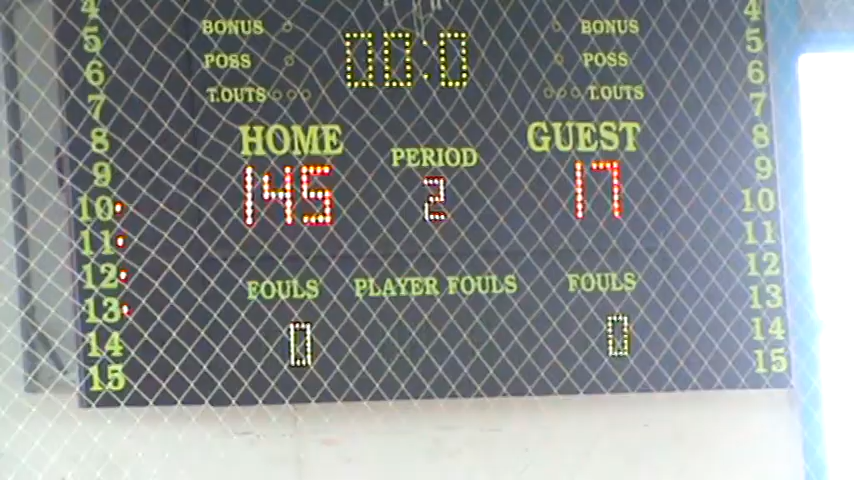 4 4
5 BONUS 00:0 BONUS 5
6 POSS POSS 6
7 T.OUTS T.OUTS 7
8 HOME GUEST 8
9 PERIOD 9
10 145 2 17 10
11 11
12 FOULS PLAYER FOULS FOULS 12
13 13
14 0 0 14
15 15